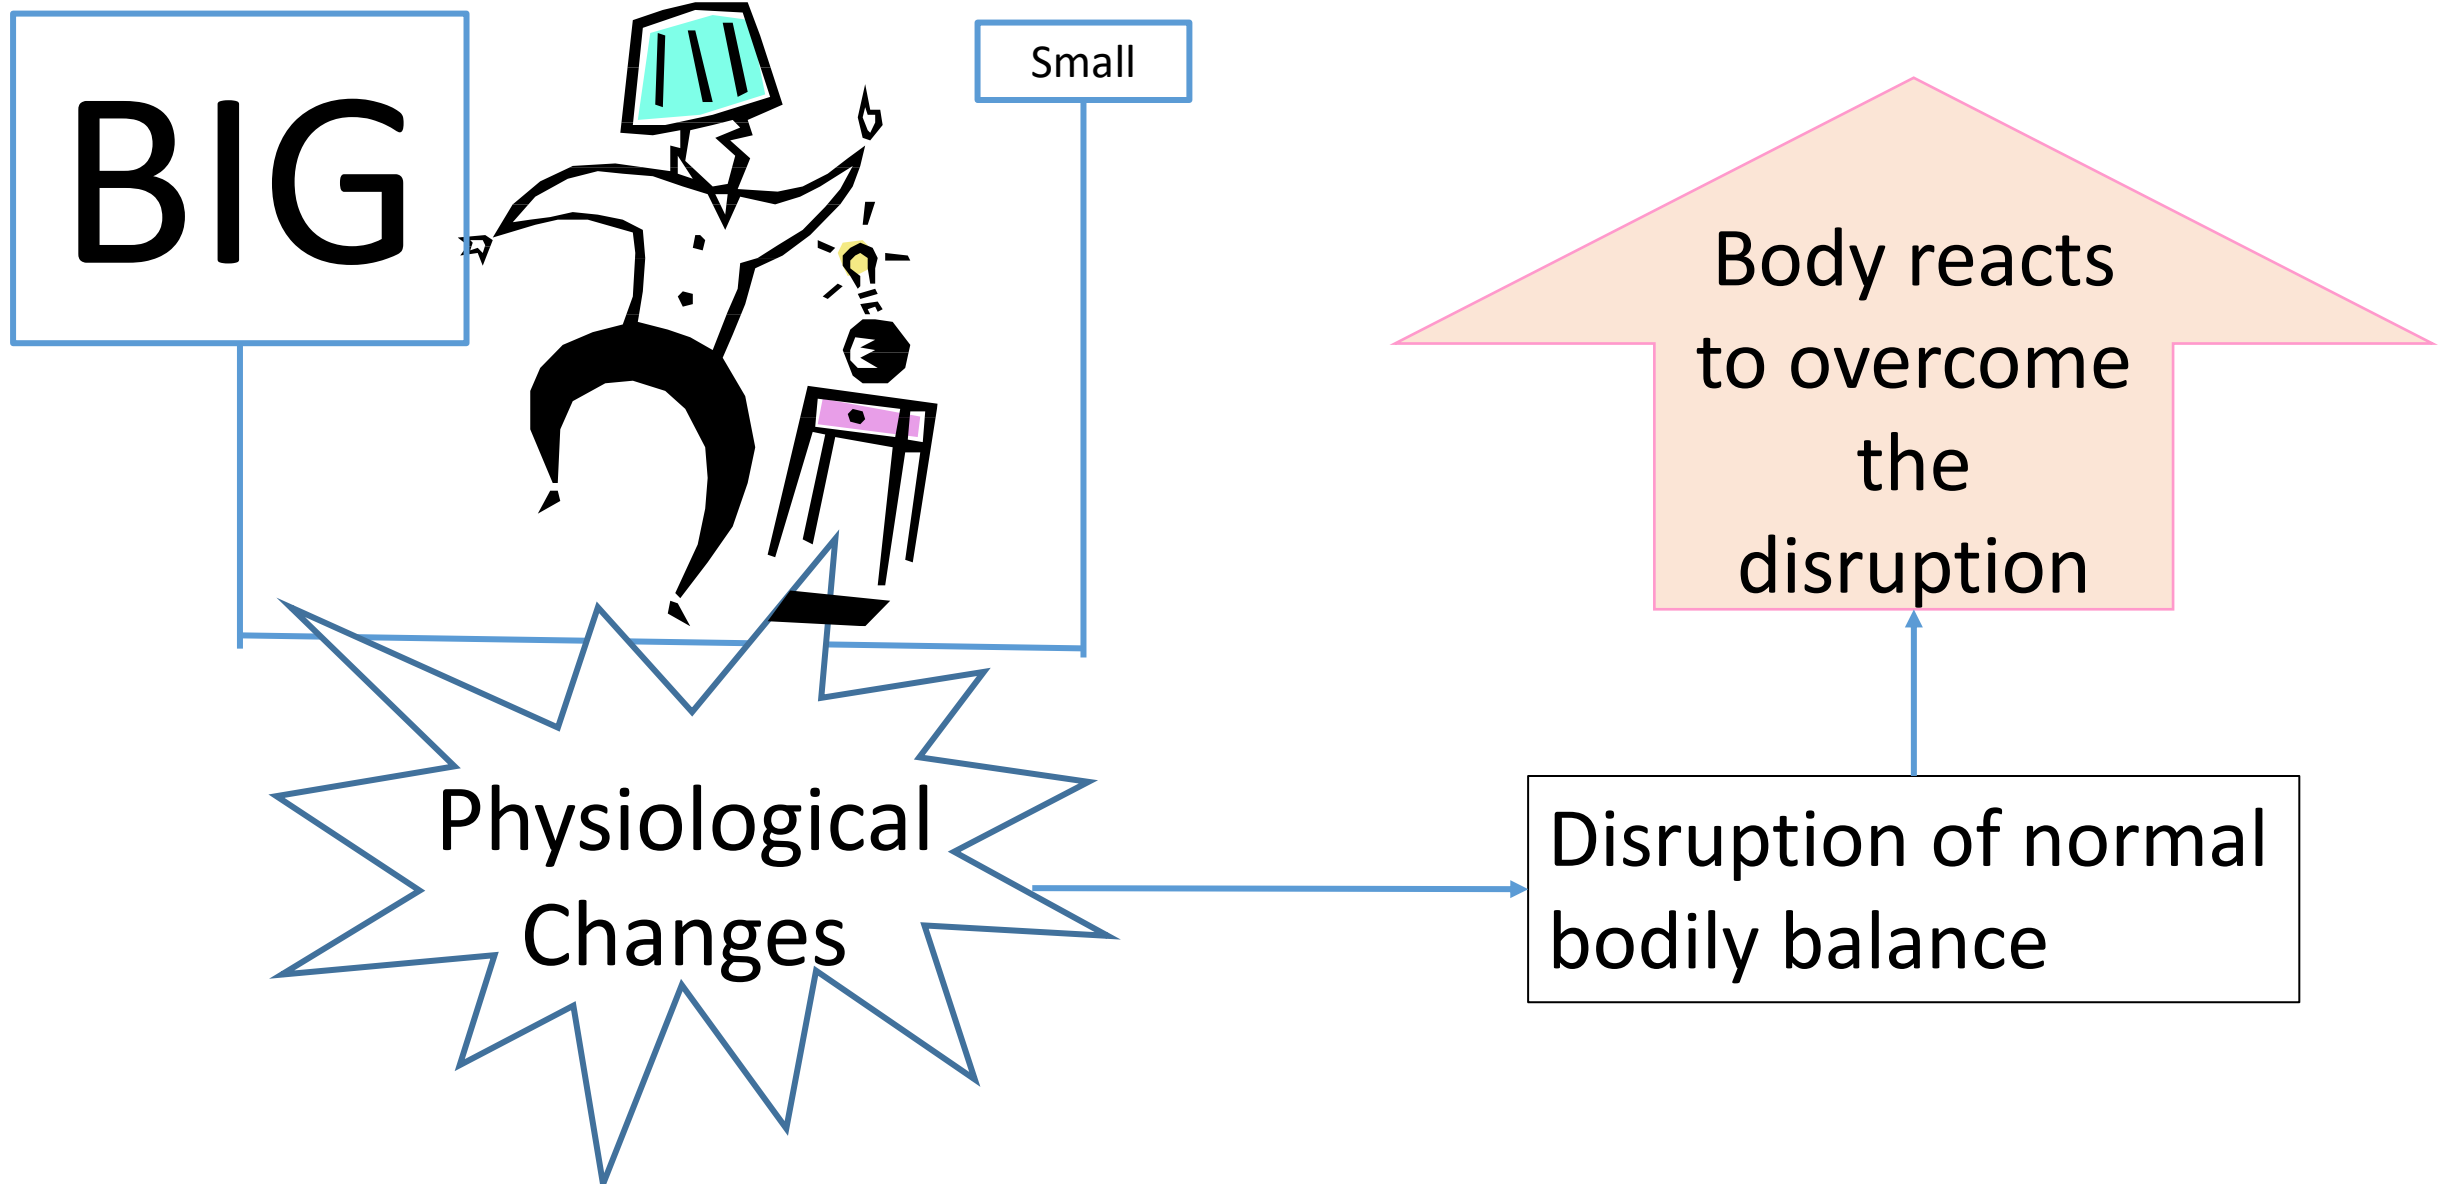 BIG
Small
Physiological
Changes
Disruption of normal
bodily balance
Body reacts
to overcome
the
disruption